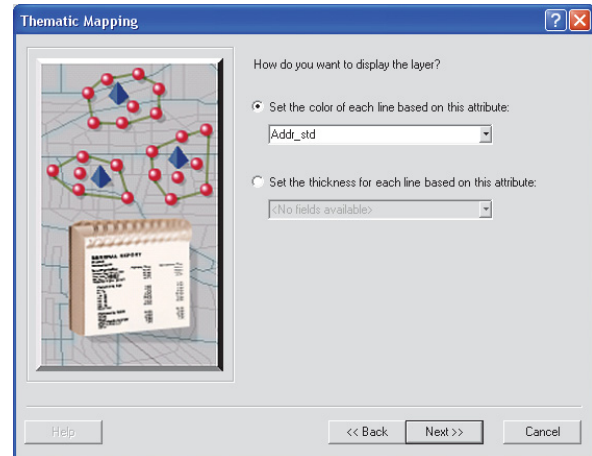 Thematic Mapping
How do you want to display the layer?
Set the color of each line based on this attribute:
Addr_std
Set the thickness for each line based on this attribute:
<No fields available>
Help
<< Back
Next >>
Cancel